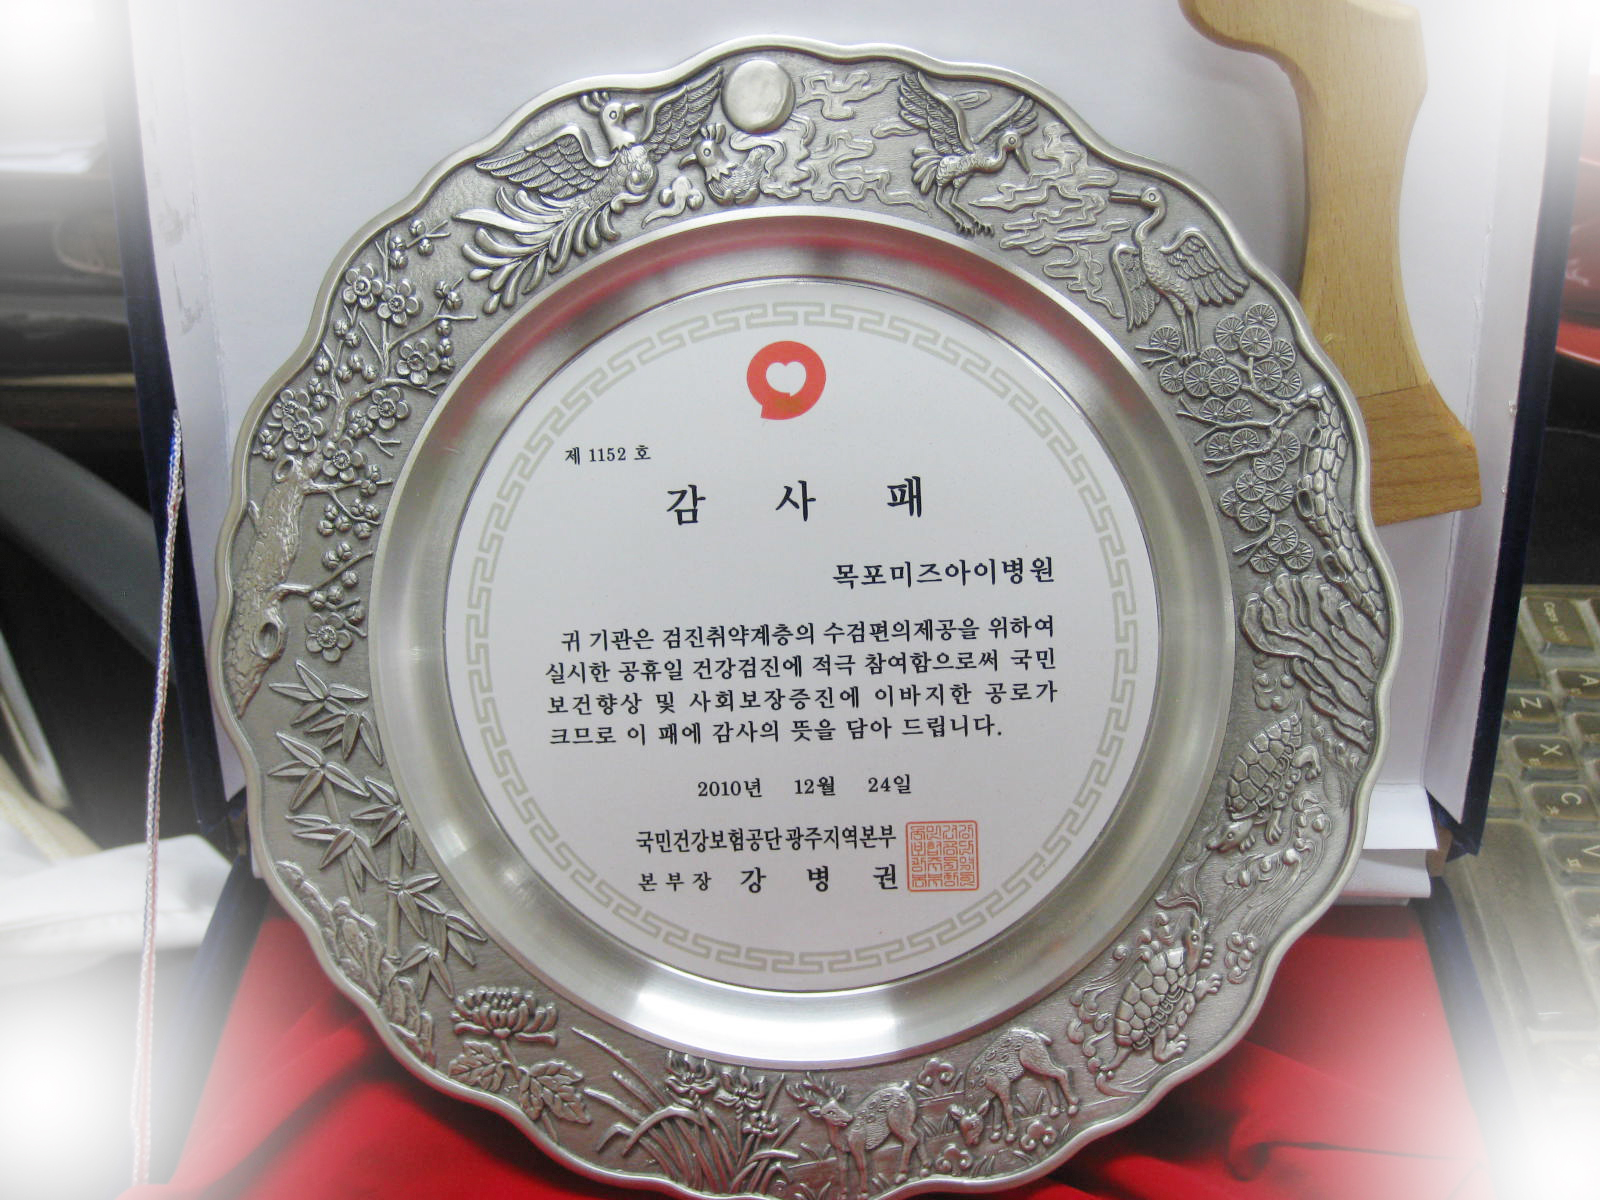 제 1152 호
감 사 패
목포미즈아이병원
귀 기관은 검진취약계층의 수검편의제공을 위하여
실시한 공휴일 건강검진에 적극 참여함으로써 국민
보건향상 및 사회보장증진에 이바지한 공로가
크므로 이 패에 감사의 뜻을 담아 드립니다.
2010년 12월 24일
국민건강보험공단광주지역본부
본부장 강 병 권
A
Z
X
C